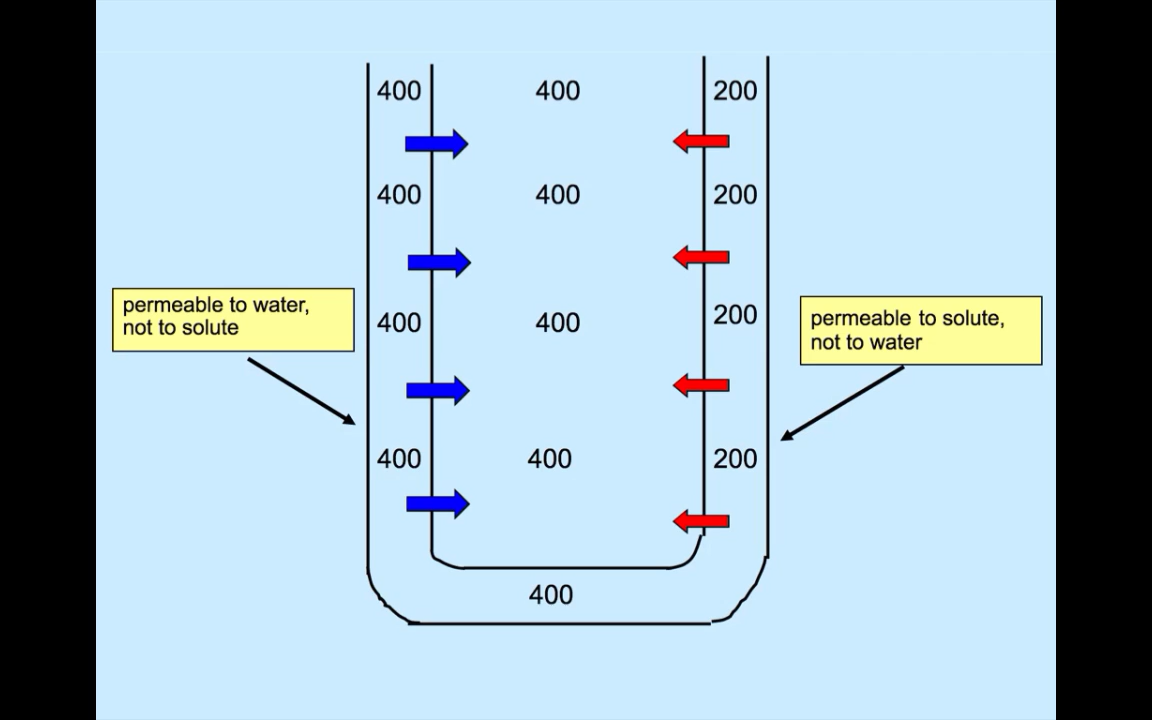 400 400 200
400 400 200
permeable to water,
not to solute
400 400 200
permeable to solute,
not to water
400 400 200
400